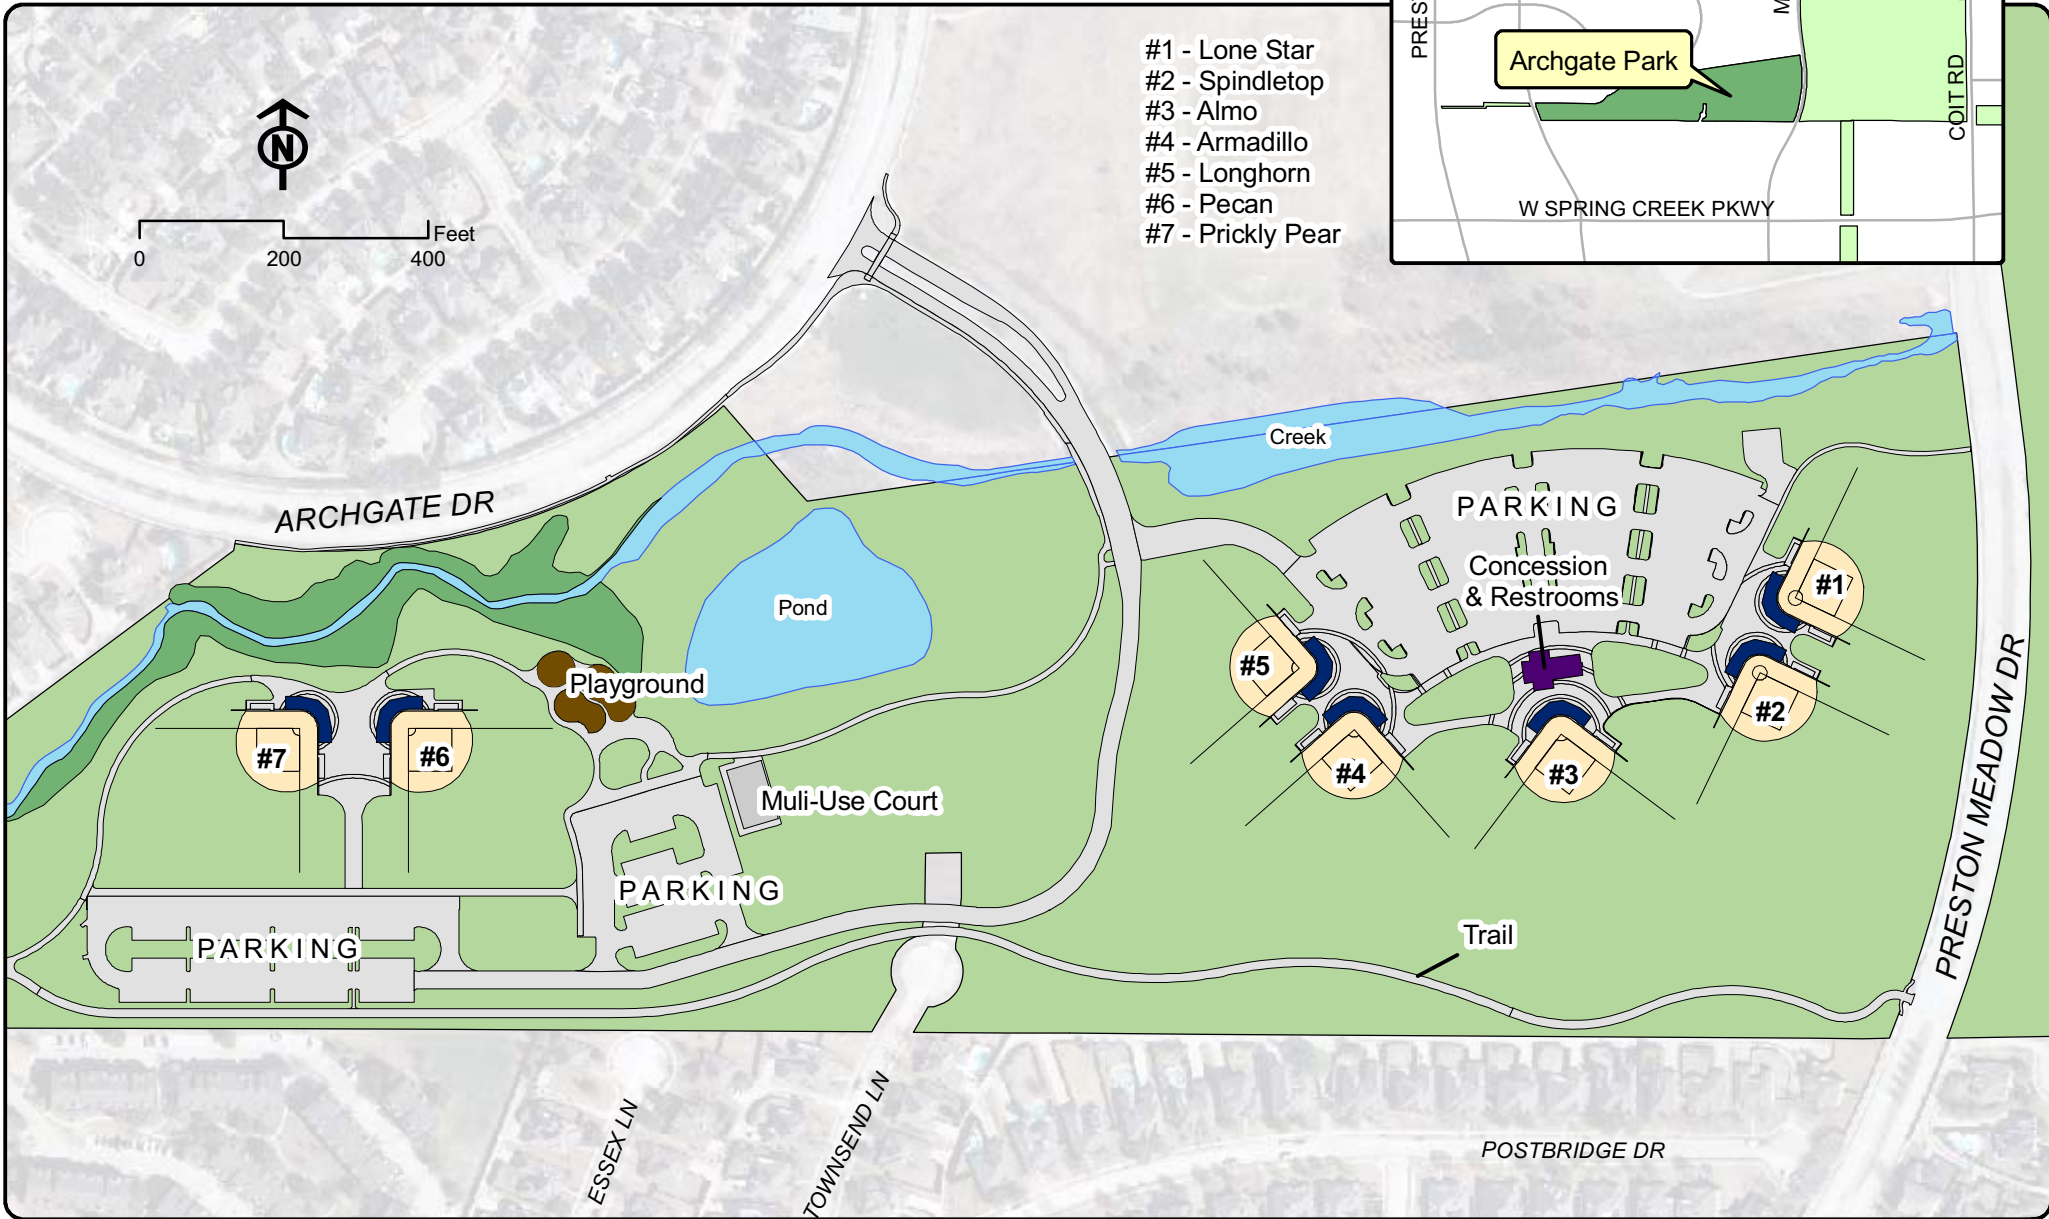 #1 - Lone Star
#2 - Spindletop
#3 - Almo
#4 - Armadillo
#5 - Longhorn
#6 - Pecan
#7 - Prickly Pear
PRES
M
Archgate Park
COIT RD
W SPRING CREEK PKWY
N
Feet
0 200 400
Creek
ARCHGATE DR
PARKING
Concession
& Restrooms
#1
Pond
#5
#2
Playground
#7
#6
#4
#3
Muli-Use Court
PRESTON MEADOW DR
PARKING
PARKING
Trail
ESSEX LN
TOWNSEND LN
POSTBRIDGE DR